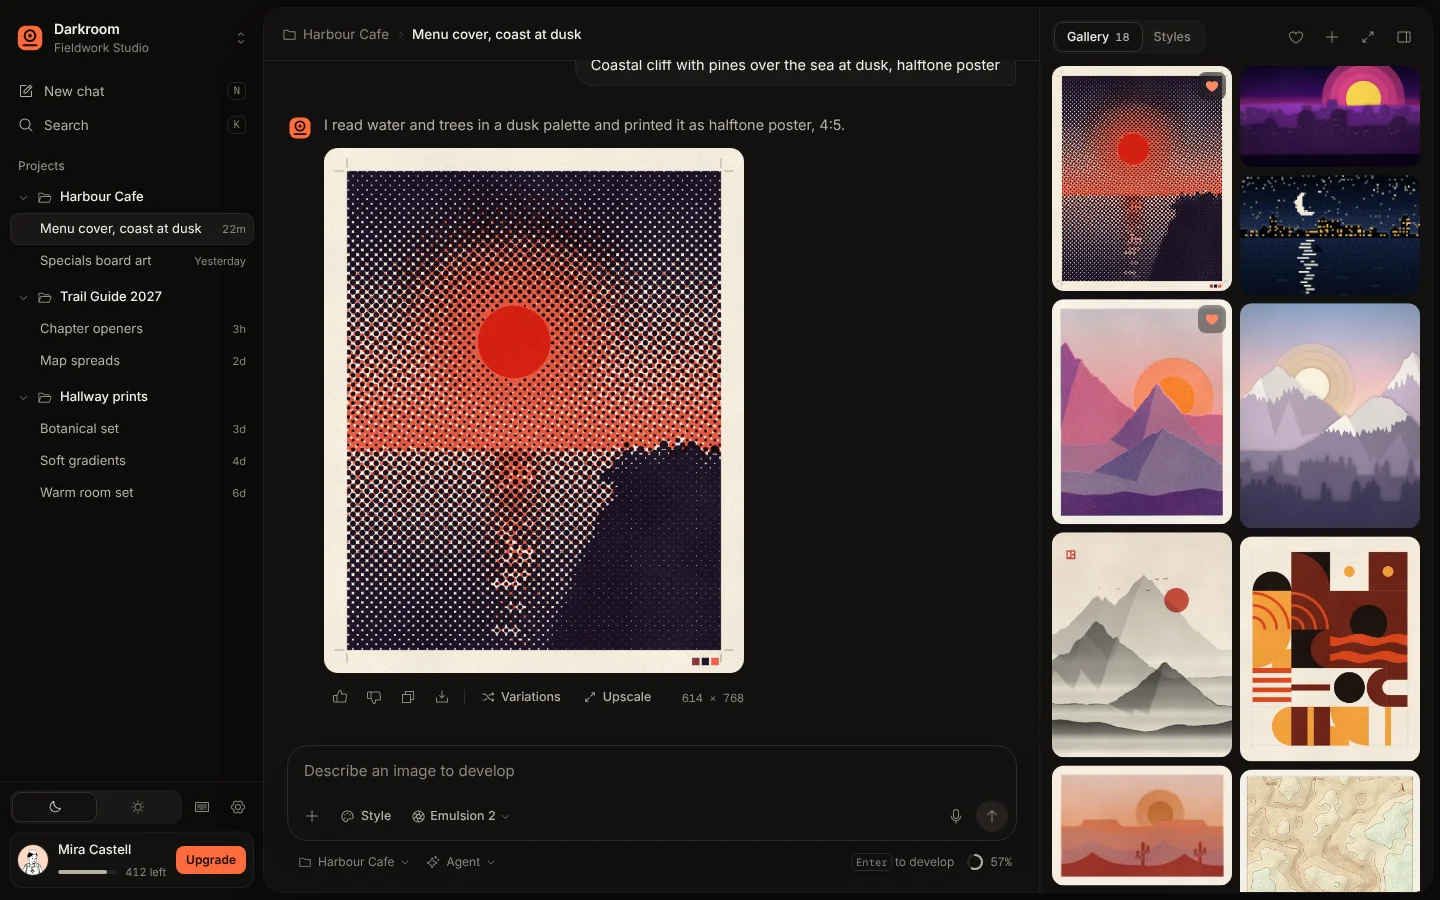 Darkroom
Fieldwork Studio
New chat N
Search K
Projects
Harbour Cafe
Menu cover, coast at dusk 22m
Specials board art Yesterday
Trail Guide 2027
Chapter openers 3h
Map spreads 2d
Hallway prints
Botanical set 3d
Soft gradients 4d
Warm room set 6d
Mira Castell
412 left
Upgrade
Harbour Cafe Menu cover, coast at dusk
Coastal cliff with pines over the sea at dusk, halftone poster
I read water and trees in a dusk palette and printed it as halftone poster, 4:5.
Variations Upscale 614 × 768
Describe an image to develop
Style Emulsion 2
Harbour Cafe Agent Enter to develop 57%
Gallery 18 Styles